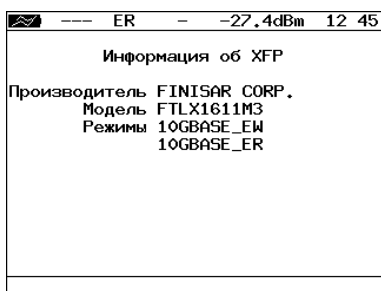 --- ER - -27.4dBm 12 45
Информация об XFP
Производитель FINISAR CORP.
Модель FTLX1611M3
Режимы 10GBASE_EW
10GBASE_ER